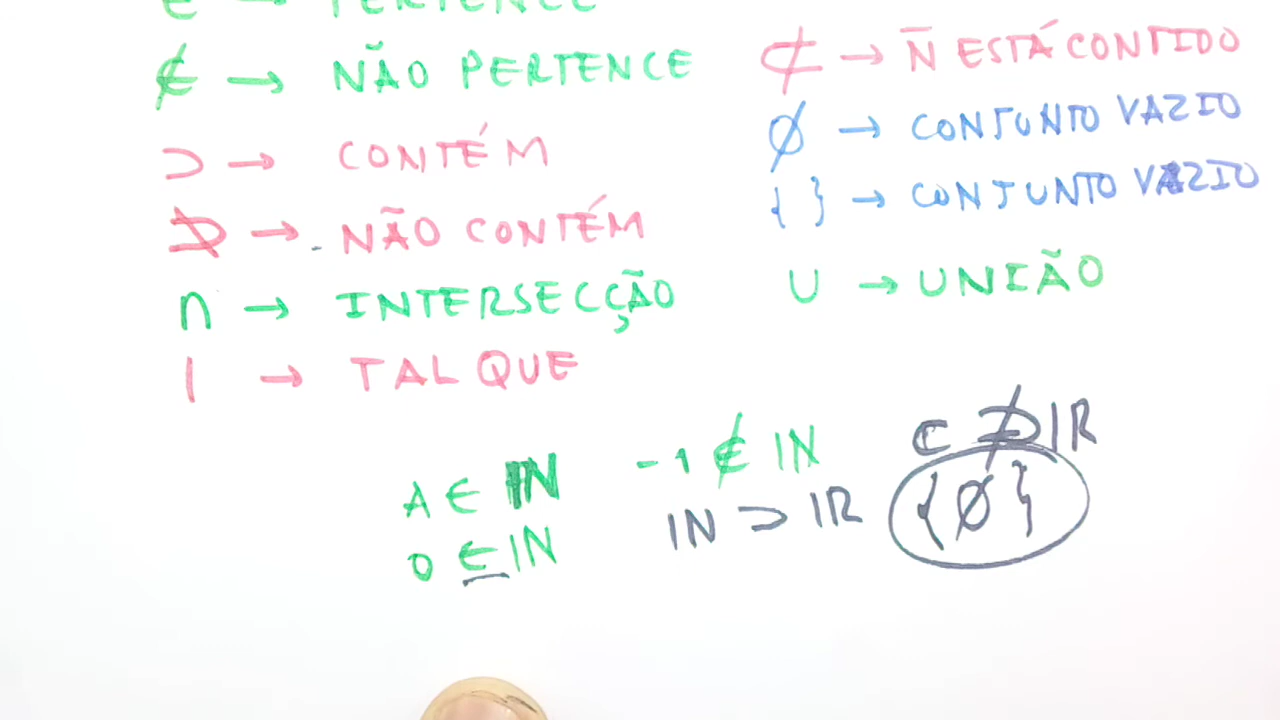 ∈ → PERTENCE
∉ → NÃO PERTENCE
⊃ → CONTÉM
⊅ → NÃO CONTÉM
∩ → INTERSECÇÃO
| → TAL QUE
⊄ → N̄ ESTÁ CONTIDO
∅ → CONJUNTO VAZIO
{ } → CONJUNTO VAZIO
U → UNIÃO
A ∈ IN
0 ∈ IN
-1 ∉ IN
IN ⊃ IR
ℂ ⊅ IR
{∅}